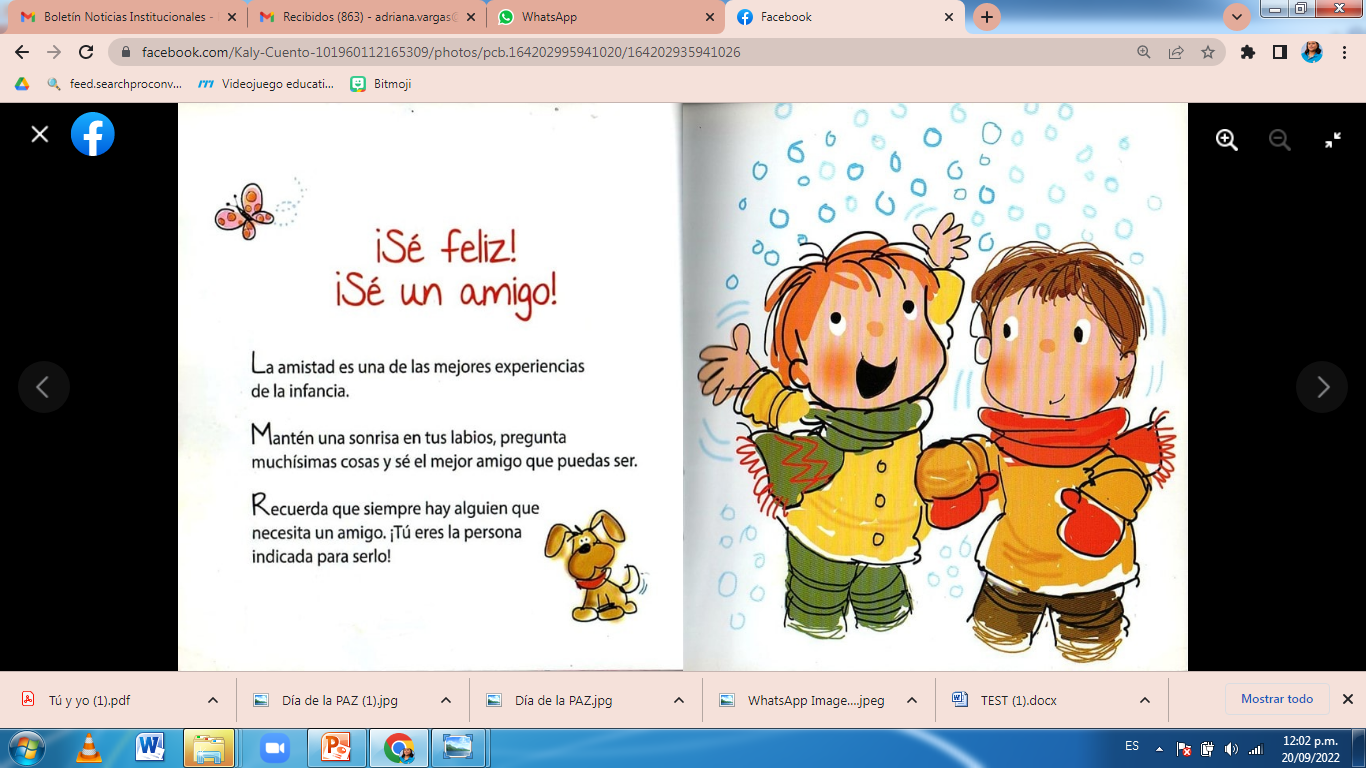 Boletín Noticias Institucionales -
Recibidos (863) - adriana.vargas@
WhatsApp
Facebook
facebook.com/Kaly-Cuento-101960112165309/photos/pcb.164202995941020/164202935941026
feed.searchproconv...
Videojuego educati...
Bitmoji
¡Sé feliz!
¡Sé un amigo!
La amistad es una de las mejores experiencias
de la infancia.
Mantén una sonrisa en tus labios, pregunta
muchísimas cosas y sé el mejor amigo que puedas ser.
Recuerda que siempre hay alguien que
necesita un amigo. ¡Tú eres la persona
indicada para serlo!
Tú y yo (1).pdf
Día de la PAZ (1).jpg
Día de la PAZ.jpg
WhatsApp Image....jpeg
TEST (1).docx
Mostrar todo
ES
12:02 p.m.
20/09/2022